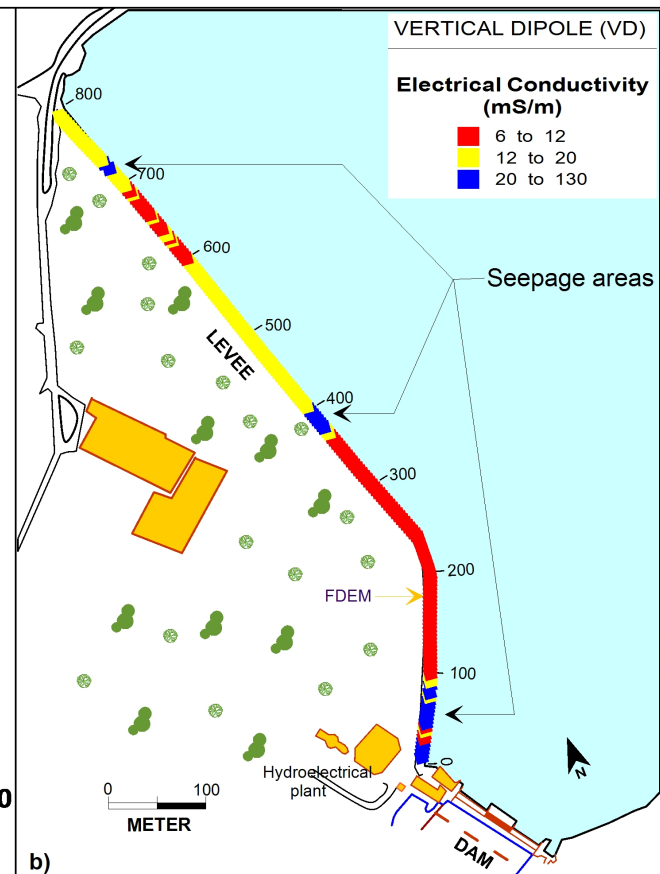 VERTICAL DIPOLE (VD)
Electrical Conductivity
(mS/m)
6 to 12
12 to 20
20 to 130
800
700
600
Seepage areas
500
LEVEE
400
300
200
FDEM
100
0
Hydroelectrical
plant
N
0 100
METER
0
DAM
b)